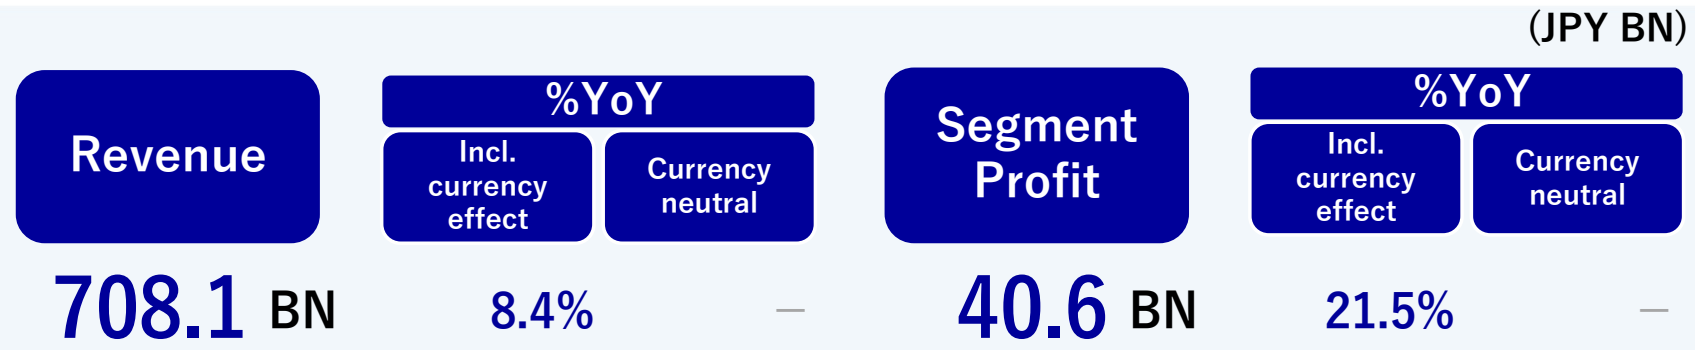 (JPY BN)
Revenue
%YoY
Incl.
currency
effect
Currency
neutral
Segment
Profit
%YoY
Incl.
currency
effect
Currency
neutral
708.1 BN
8.4%
—
40.6 BN
21.5%
—